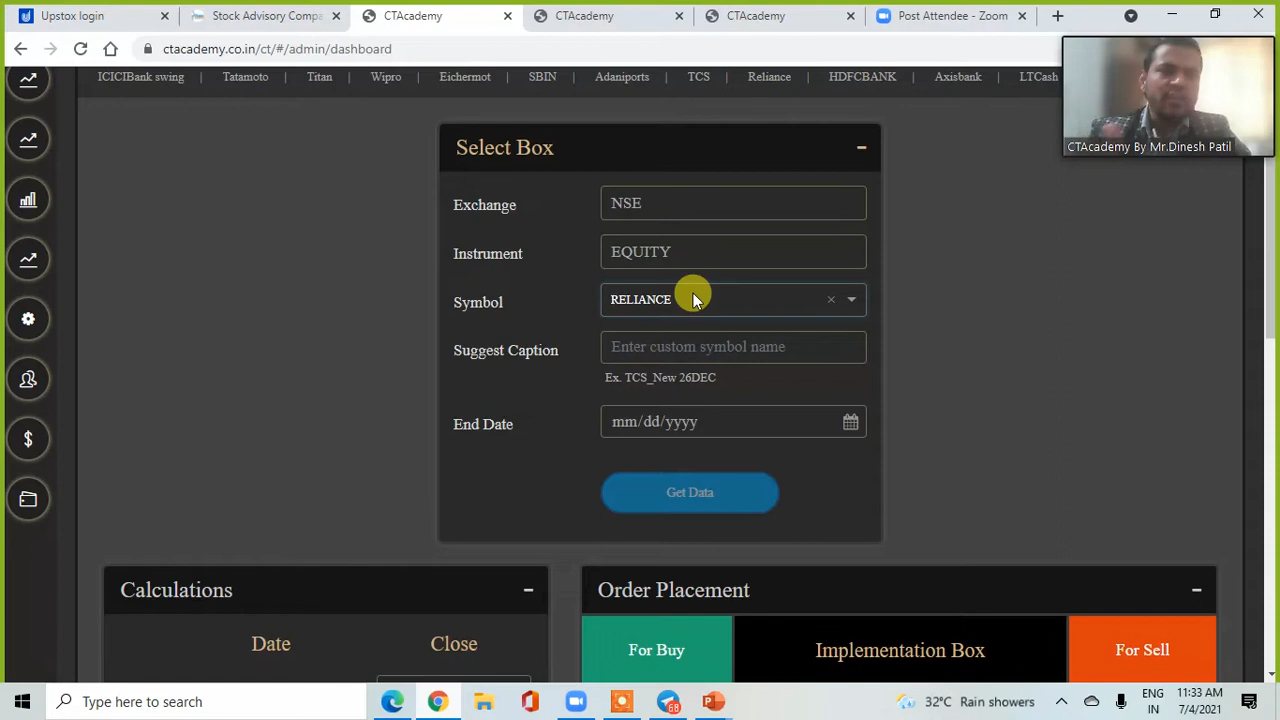 Upstox login
Stock Advisory Compa
CTAcademy
CTAcademy
CTAcademy
Post Attendee - Zoom
ctacademy.co.in/ct/#/admin/dashboard
ICICIBank swing | Tatamoto | Titan | Wipro | Eichermot | SBIN | Adaniports | TCS | Reliance | HDFCBANK | Axisbank | LTCash
CTAcademy By Mr.Dinesh Patil
Select Box
Exchange NSE
Instrument EQUITY
Symbol RELIANCE
Suggest Caption Enter custom symbol name
Ex. TCS_New 26DEC
End Date mm/dd/yyyy
Get Data
Calculations
Date Close
Order Placement
For Buy Implementation Box For Sell
Type here to search
68
32°C Rain showers
ENG
IN
11:33 AM
7/4/2021